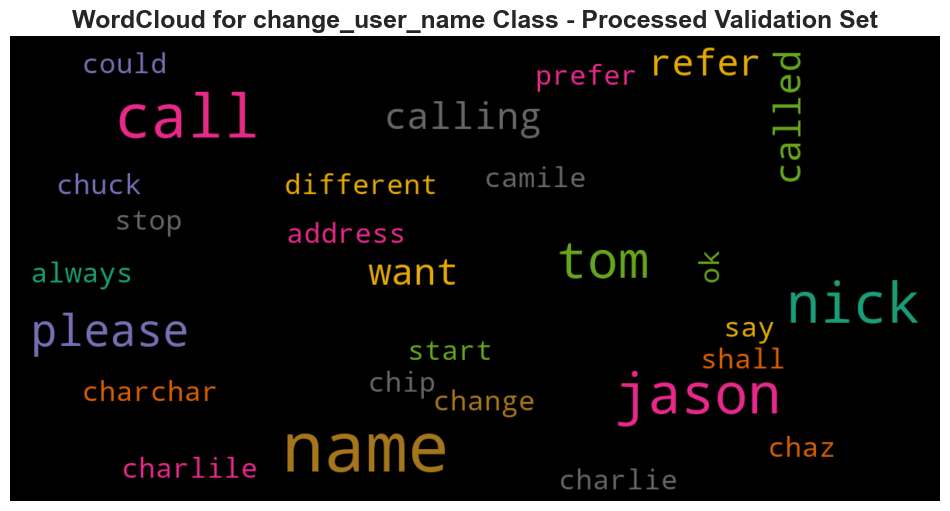 WordCloud for change_user_name Class - Processed Validation Set
could
prefer
refer
called
call
calling
chuck
different
camile
stop
address
always
want
tom
ok
nick
please
start
say
shall
charchar
chip
change
jason
name
chaz
charlile
charlie